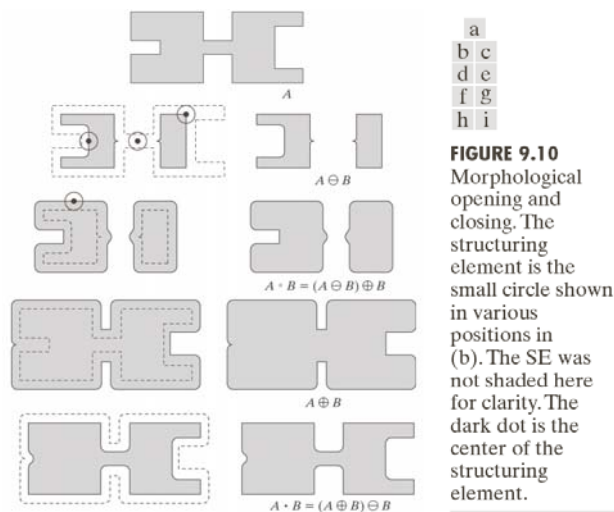 A
A ⊖ B
A ∘ B = (A ⊖ B) ⊕ B
A ⊕ B
A • B = (A ⊕ B) ⊖ B
a
b c
d e
f g
h i
FIGURE 9.10
Morphological
opening and
closing. The
structuring
element is the
small circle shown
in various
positions in
(b). The SE was
not shaded here
for clarity. The
dark dot is the
center of the
structuring
element.